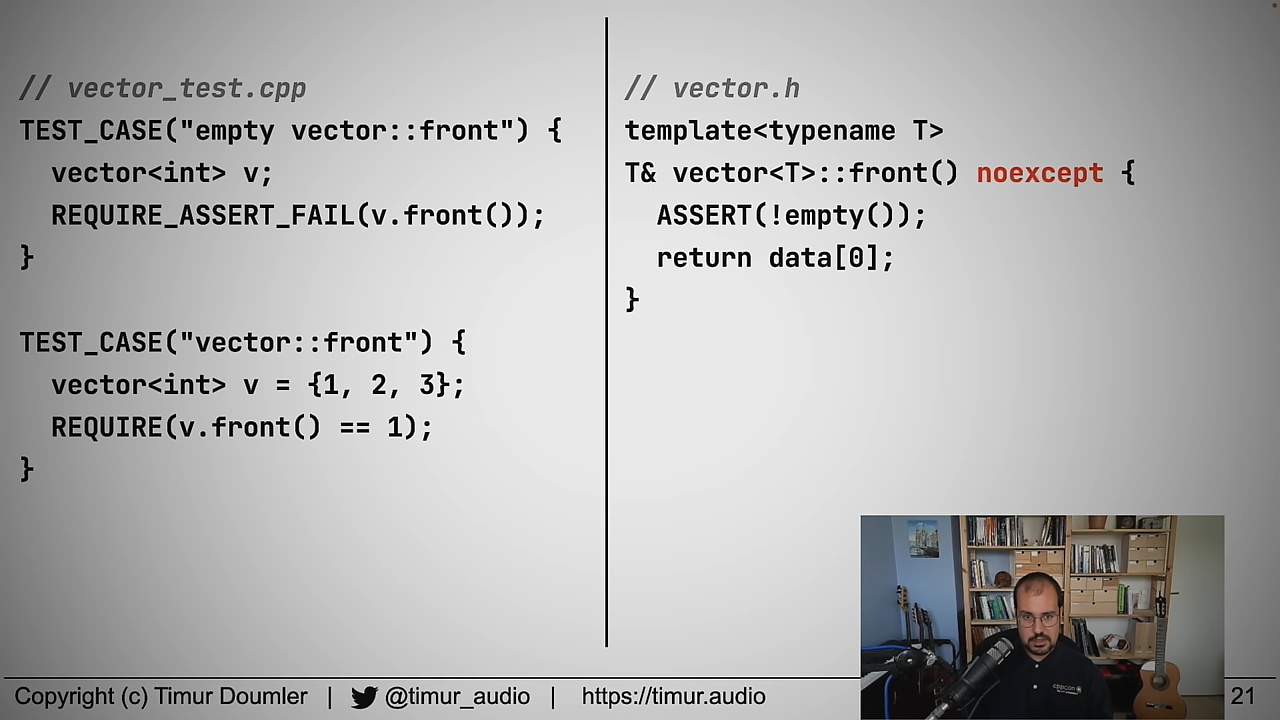 // vector_test.cpp
TEST_CASE("empty vector::front") {
  vector<int> v;
  REQUIRE_ASSERT_FAIL(v.front());
}
TEST_CASE("vector::front") {
  vector<int> v = {1, 2, 3};
  REQUIRE(v.front() == 1);
}
// vector.h
template<typename T>
T& vector<T>::front() noexcept {
  ASSERT(!empty());
  return data[0];
}
Copyright (c) Timur Doumler | @timur_audio | https://timur.audio
21
cppcon